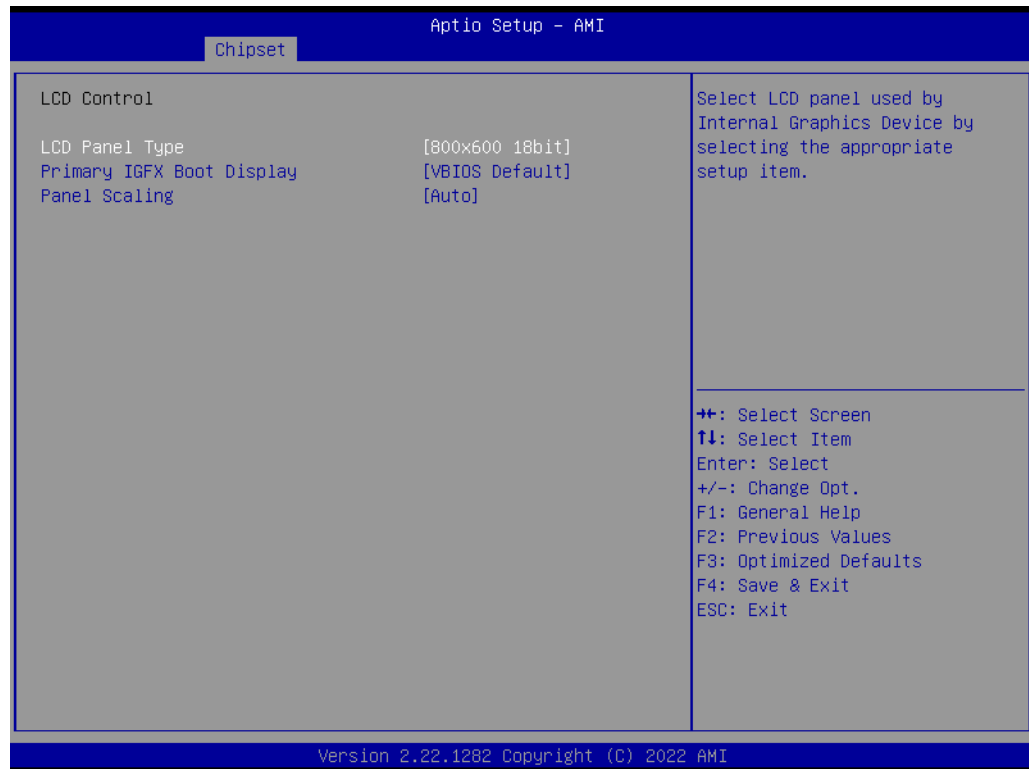 Aptio Setup – AMI
Chipset
LCD Control
LCD Panel Type [800x600 18bit]
Primary IGFX Boot Display [VBIOS Default]
Panel Scaling [Auto]
Select LCD panel used by
Internal Graphics Device by
selecting the appropriate
setup item.
→←: Select Screen
↑↓: Select Item
Enter: Select
+/-: Change Opt.
F1: General Help
F2: Previous Values
F3: Optimized Defaults
F4: Save & Exit
ESC: Exit
Version 2.22.1282 Copyright (C) 2022 AMI